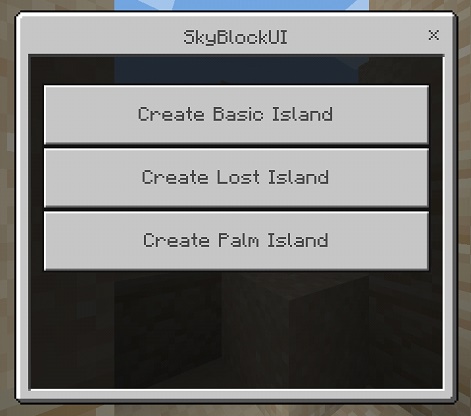 SkyBlockUI
Create Basic Island
Create Lost Island
Create Palm Island